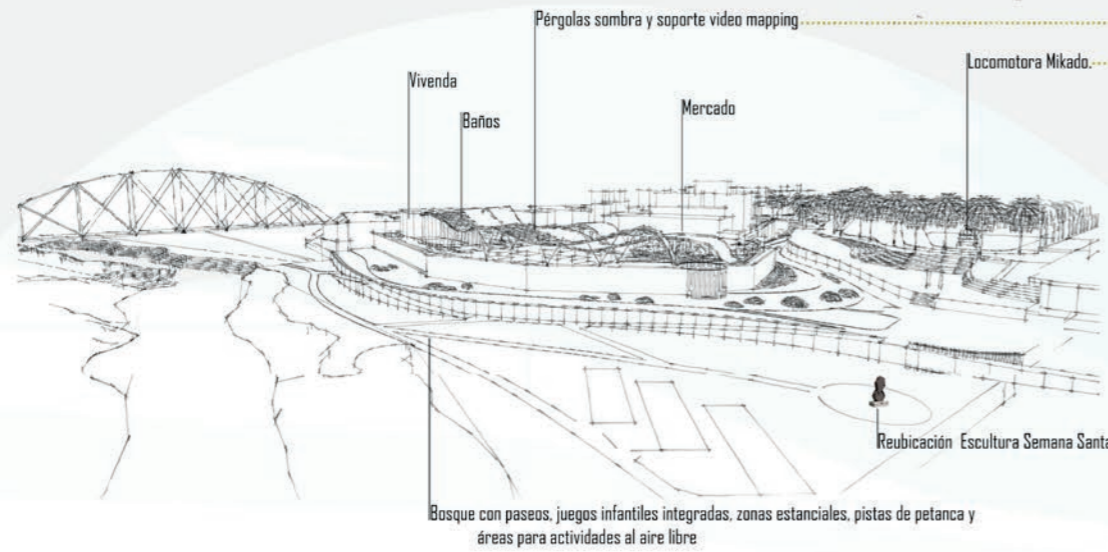 Pérgolas sombra y soporte video mapping
Locomotora Mikado.
Vivenda
Baños
Mercado
Reubicación Escultura Semana Santa
Bosque con paseos, juegos infantiles integradas, zonas estanciales, pistas de petanca y
áreas para actividades al aire libre